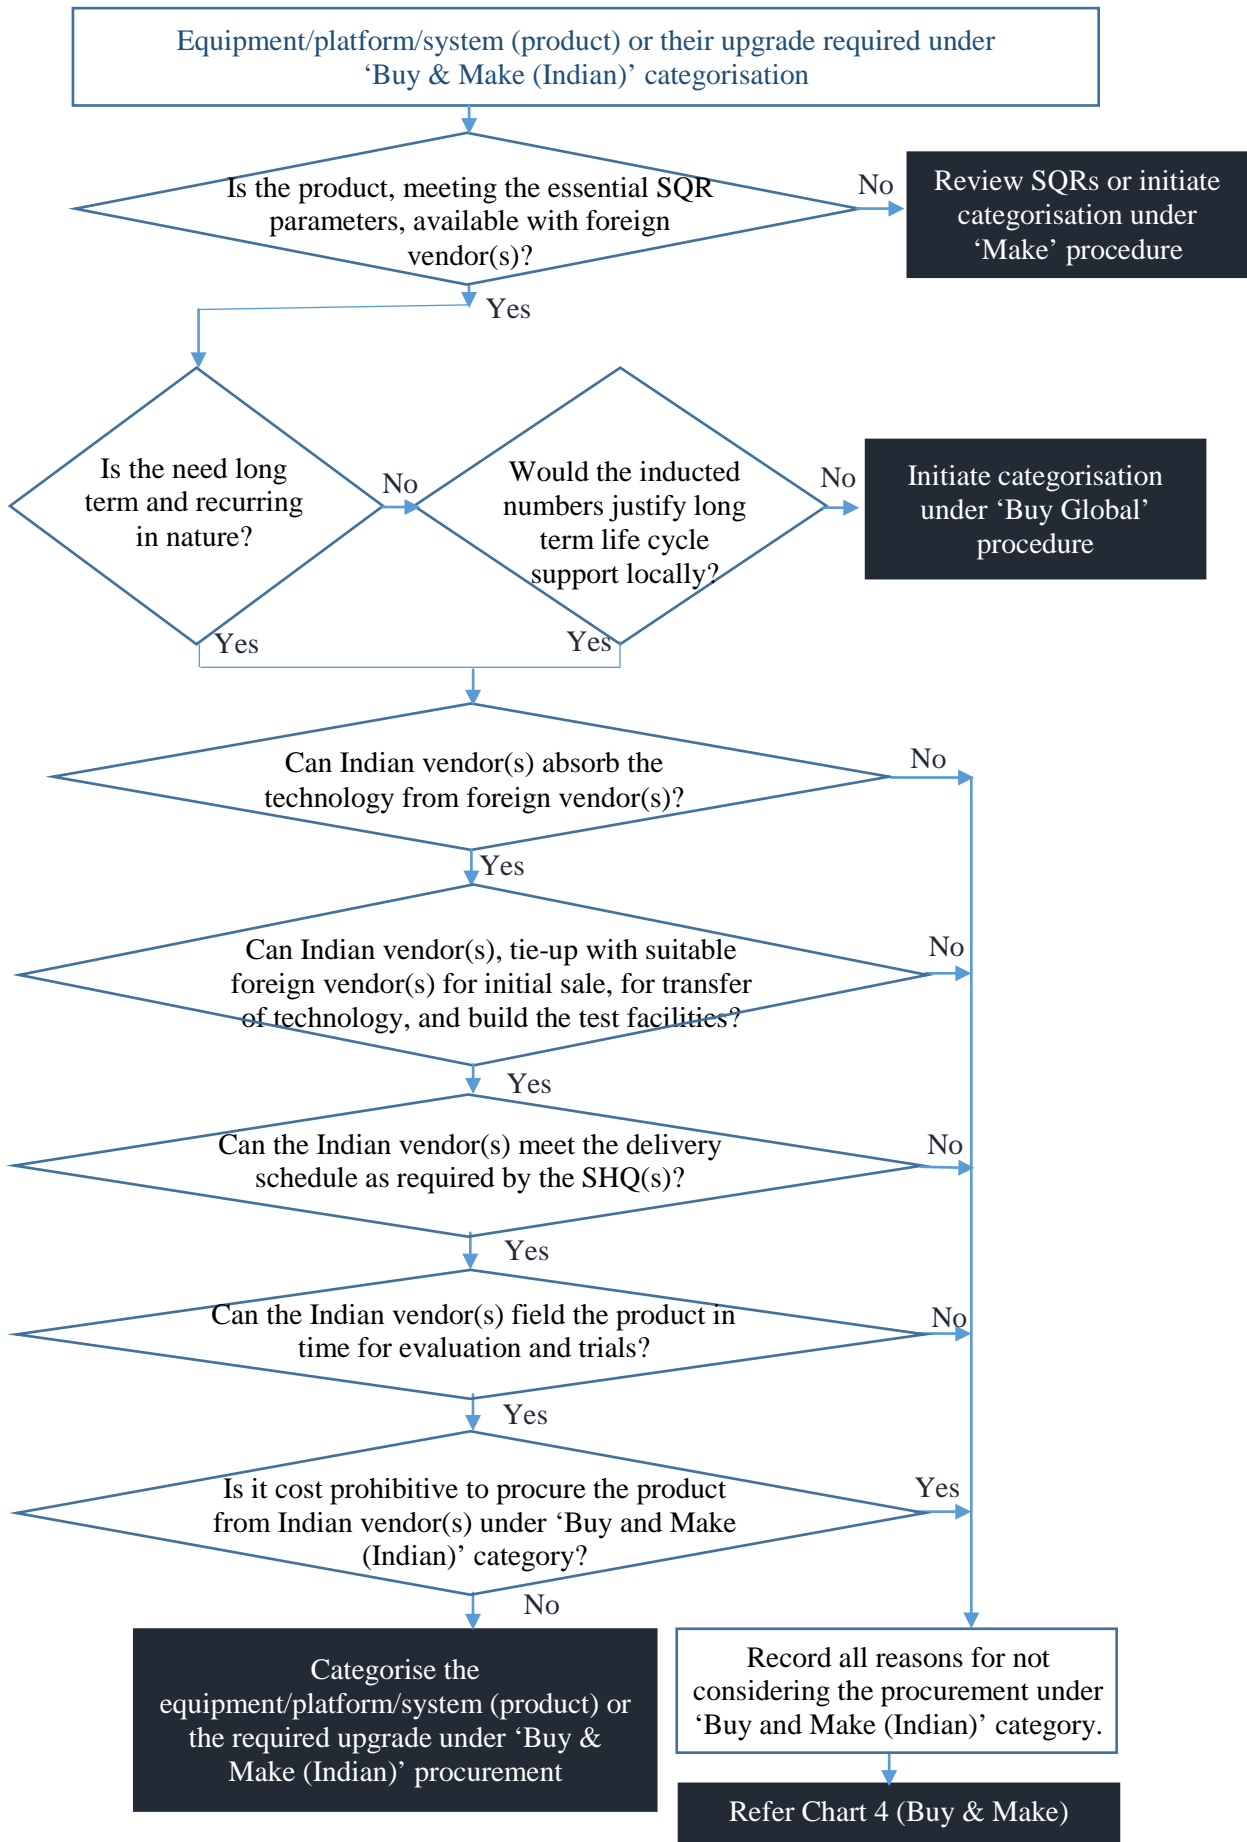 Equipment/platform/system (product) or their upgrade required under
‘Buy & Make (Indian)’ categorisation
Is the product, meeting the essential SQR
parameters, available with foreign
vendor(s)?
No
Review SQRs or initiate
categorisation under
‘Make’ procedure
Yes
Is the need long
term and recurring
in nature?
No
Would the inducted
numbers justify long
term life cycle
support locally?
No
Initiate categorisation
under ‘Buy Global’
procedure
Yes
Yes
Can Indian vendor(s) absorb the
technology from foreign vendor(s)?
No
Yes
Can Indian vendor(s), tie-up with suitable
foreign vendor(s) for initial sale, for transfer
of technology, and build the test facilities?
No
Yes
Can the Indian vendor(s) meet the delivery
schedule as required by the SHQ(s)?
No
Yes
Can the Indian vendor(s) field the product in
time for evaluation and trials?
No
Yes
Is it cost prohibitive to procure the product
from Indian vendor(s) under ‘Buy and Make
(Indian)’ category?
Yes
No
Categorise the
equipment/platform/system (product) or
the required upgrade under ‘Buy &
Make (Indian)’ procurement
Record all reasons for not
considering the procurement under
‘Buy and Make (Indian)’ category.
Refer Chart 4 (Buy & Make)